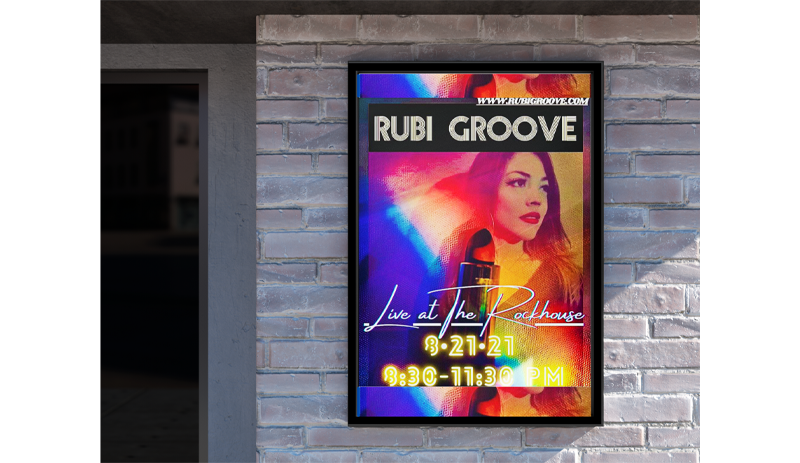 WWW.RUBIGROOVE.COM
RUBI GROOVE
Live at The Rockhouse
8•21•21
8:30-11:30 PM